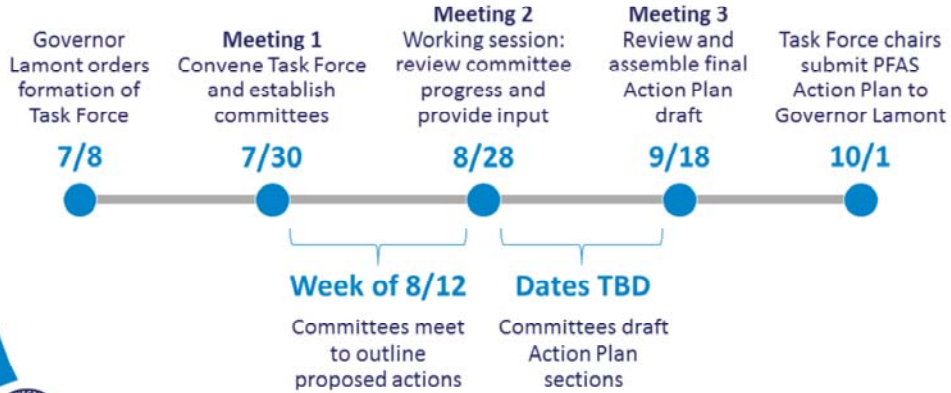 Governor
Lamont orders
formation of
Task Force
7/8
Meeting 1
Convene Task Force
and establish
committees
7/30
Meeting 2
Working session:
review committee
progress and
provide input
8/28
Meeting 3
Review and
assemble final
Action Plan
draft
9/18
Task Force chairs
submit PFAS
Action Plan to
Governor Lamont
10/1
Week of 8/12
Committees meet
to outline
proposed actions
Dates TBD
Committees draft
Action Plan
sections